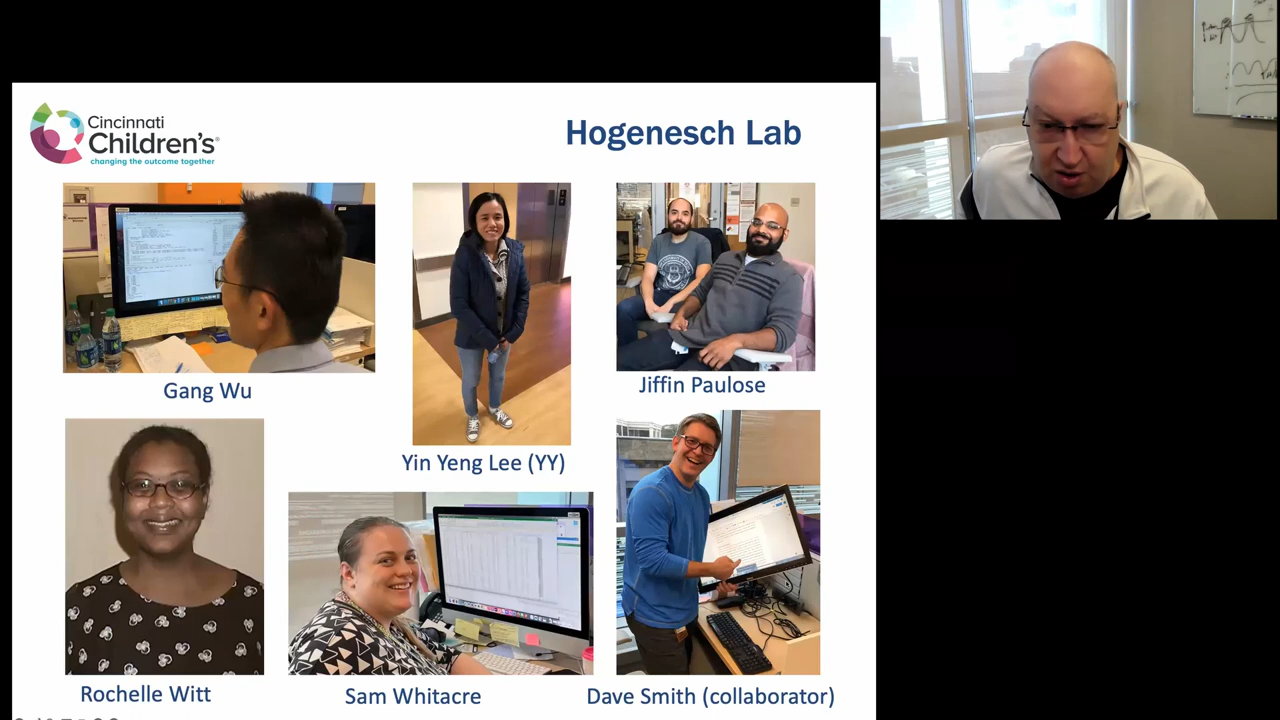 Cincinnati
Children's®
changing the outcome together
Hogenesch Lab
Gang Wu
Yin Yeng Lee (YY)
Jiffin Paulose
Rochelle Witt
Sam Whitacre
Dave Smith (collaborator)